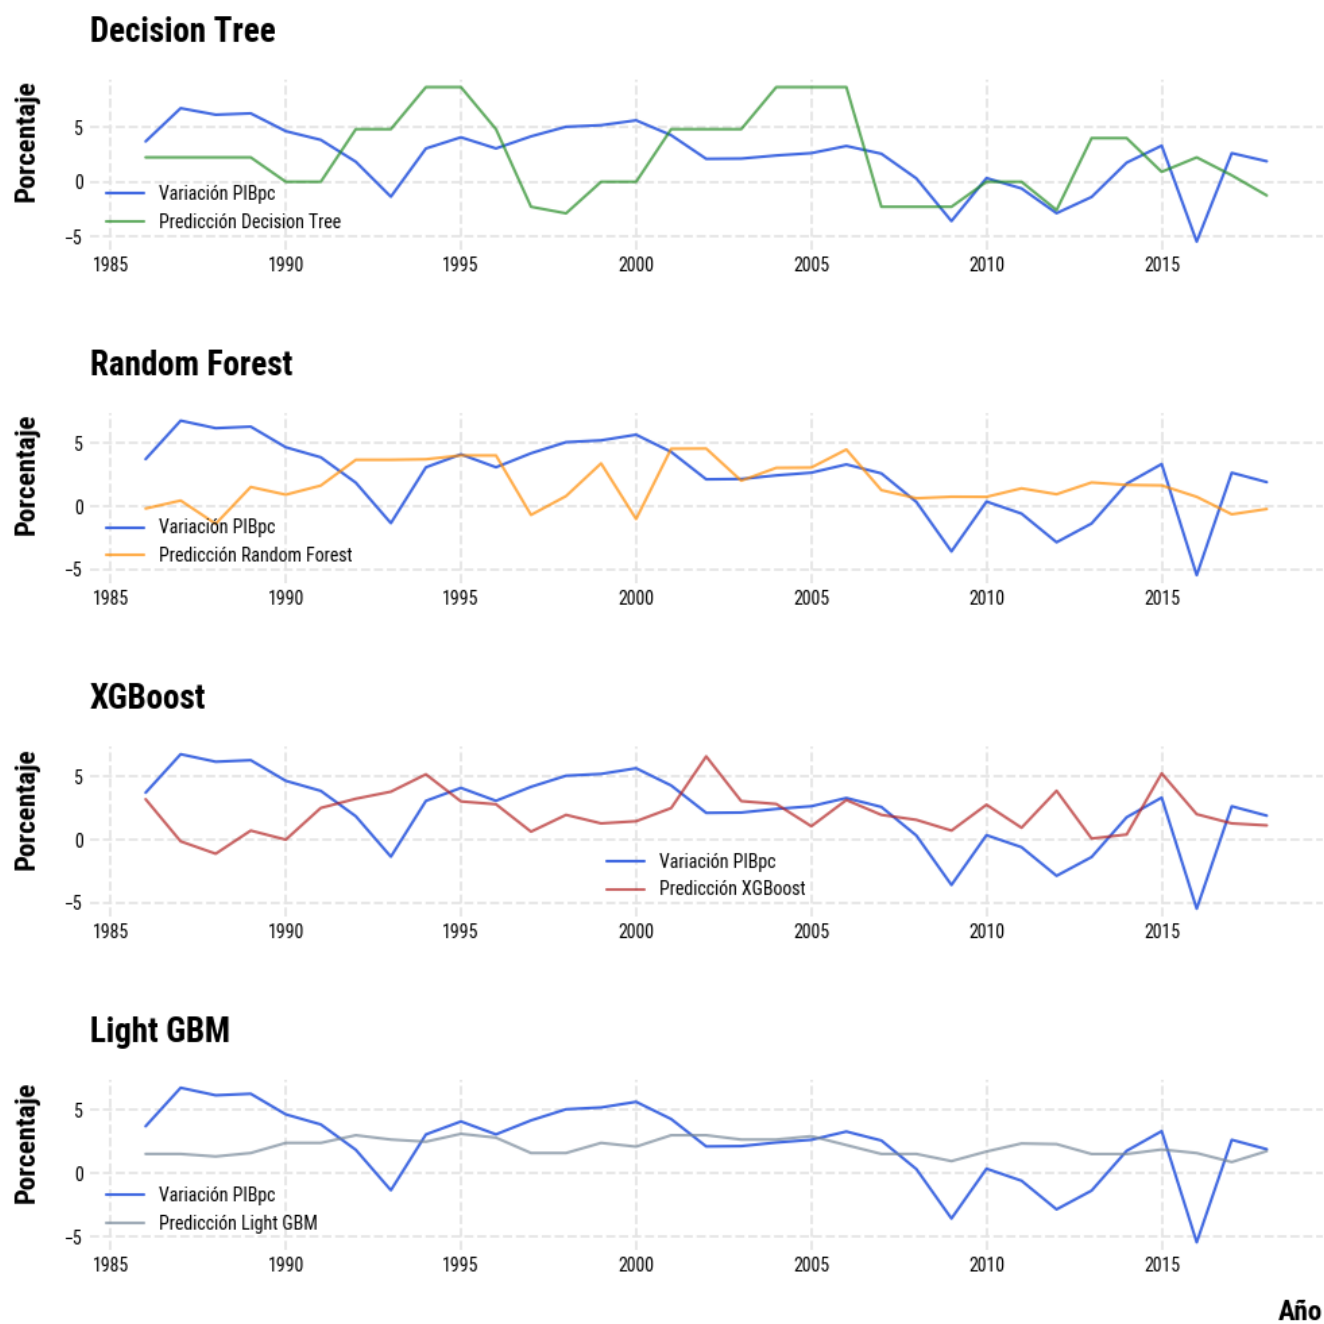 Decision Tree
Porcentaje
5
0
−5
Variación PIBpc
Predicción Decision Tree
1985 1990 1995 2000 2005 2010 2015
Random Forest
Porcentaje
5
0
−5
Variación PIBpc
Predicción Random Forest
1985 1990 1995 2000 2005 2010 2015
XGBoost
Porcentaje
5
0
−5
Variación PIBpc
Predicción XGBoost
1985 1990 1995 2000 2005 2010 2015
Light GBM
Porcentaje
5
0
−5
Variación PIBpc
Predicción Light GBM
1985 1990 1995 2000 2005 2010 2015
Año